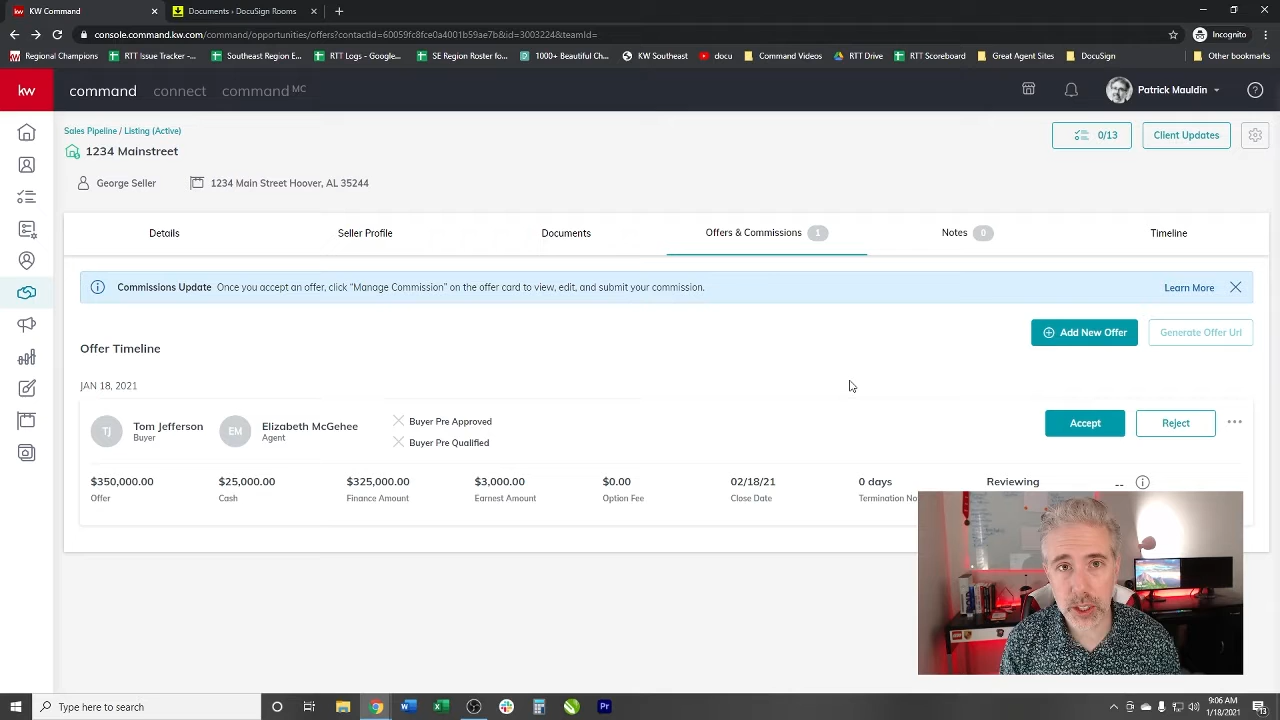 KW Command
Documents › DocuSign Rooms
console.command.kw.com/command/opportunities/offers?contactId=60059fc8fce0a4001b59ae7b&id=3003224&teamId=
Incognito
Regional Champions
RTT Mainstree Tracker -...
Southeast Region E...
RTT Logs - Google...
SE Region RTT For...
1000+ Beautiful Ch...
KW Southeast
docu
Command Videos
RTT Drive
RTT Scoreboard
Great Agent Sites
DocuSign
Other bookmarks
kw
command
connect
command MC
Patrick Mauldin
Sales Pipeline / Listing (Active)
1234 Mainstreet
0/13
Client Updates
George Seller
1234 Main Street Hoover, AL 35244
Details
Seller Profile
Documents
Offers & Commissions 1
Notes 0
Timeline
Commissions Update Once you accept an offer, click “Manage Commission” on the offer card to view, edit, and submit your commission.
Learn More
Add New Offer
Generate Offer Url
Offer Timeline
JAN 18, 2021
TJ
Tom Jefferson
Buyer
EM
Elizabeth McGehee
Agent
Buyer Pre Approved
Buyer Pre Qualified
Accept
Reject
$350,000.00
Offer
$25,000.00
Cash
$325,000.00
Finance Amount
$3,000.00
Earnest Amount
$0.00
Option Fee
02/18/21
Close Date
0 days
Termination No
Reviewing
--
Type here to search
9:06 AM
1/18/2021